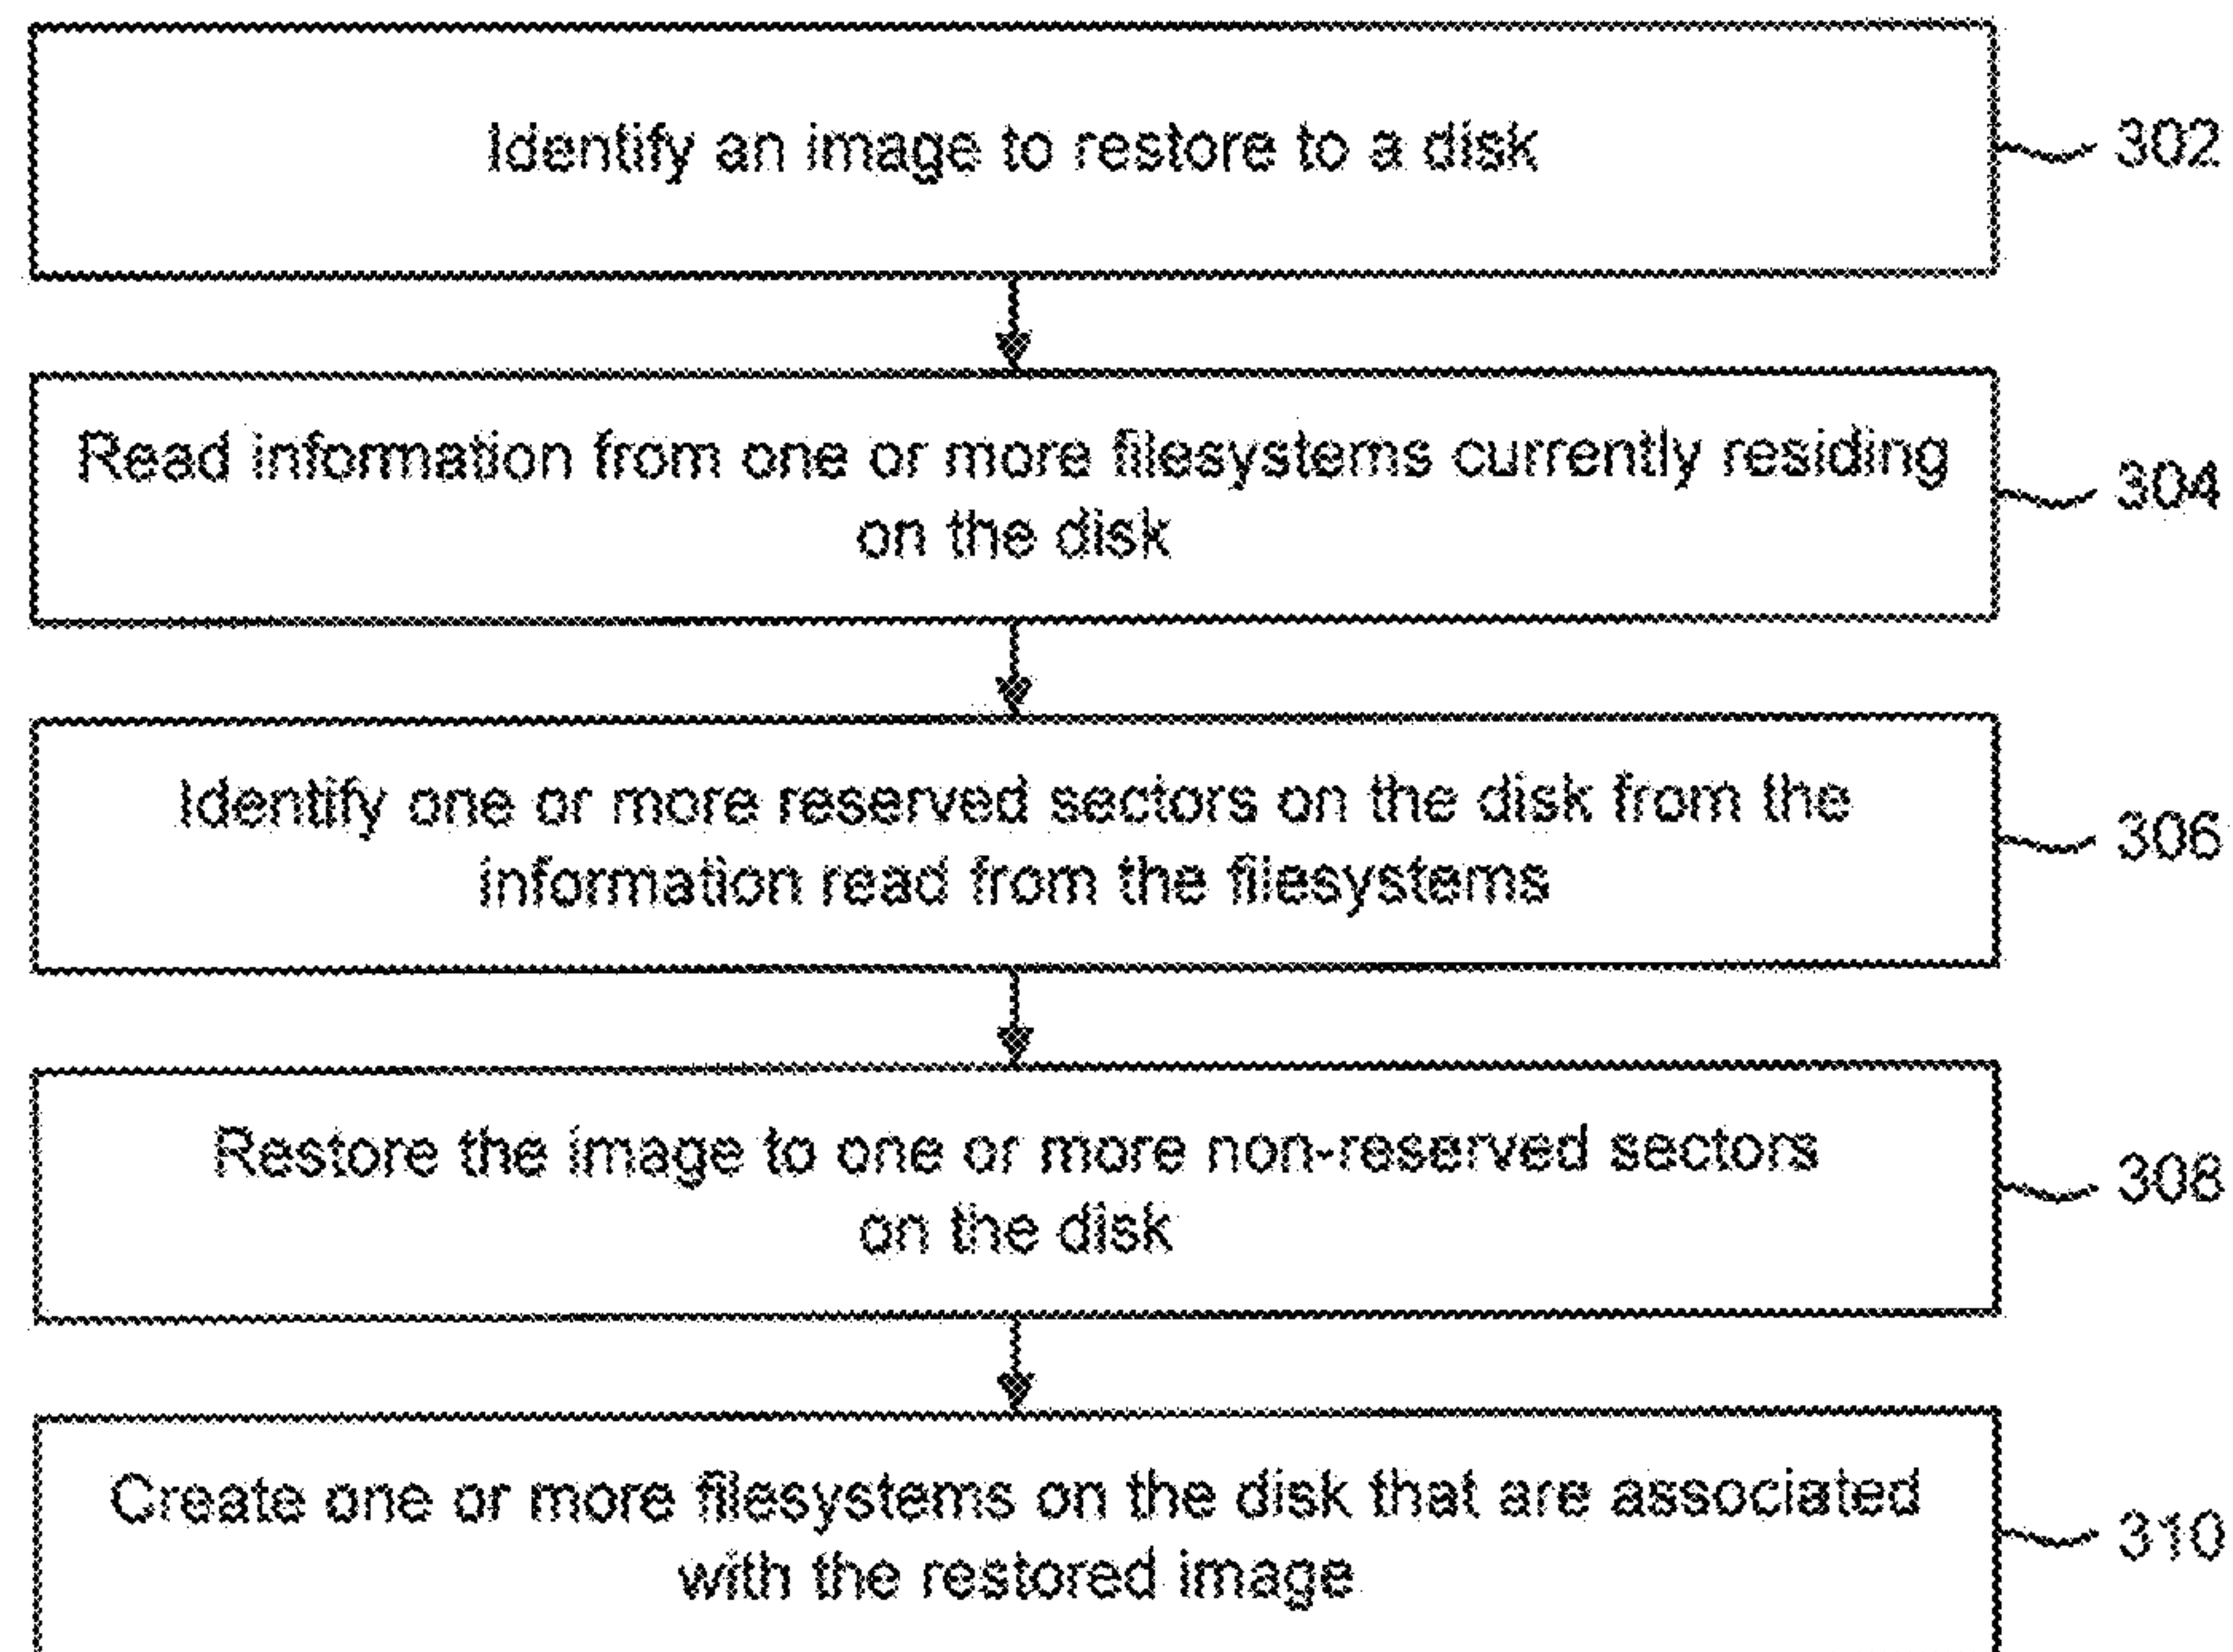 Identify an image to restore to a disk
302
Read information from one or more filesystems currently residing
on the disk
304
Identify one or more reserved sectors on the disk from the
information read from the filesystems
306
Restore the image to one or more non-reserved sectors
on the disk
308
Create one or more filesystems on the disk that are associated
with the restored image
310